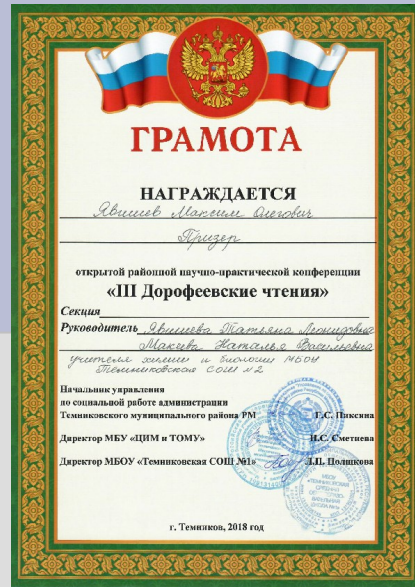 ГРАМОТА
НАГРАЖДАЕТСЯ
Явишев Максим Олегович
Призер
открытой районной научно-практической конференции
«III Дорофеевские чтения»
Секция
Руководитель Явишева Татьяна Леонидовна
Макеева Наталья Васильевна
учителя химии и биологии МБОУ
Темниковская СОШ №2
Начальник управления
по социальной работе администрации
Темниковского муниципального района РМ Г.С. Пиксина
Директор МБУ «ЦИМ и ТОМУ» И.С. Сметнева
Директор МБОУ «Темниковская СОШ №1» Л.П. Полшкова
г. Темников, 2018 год